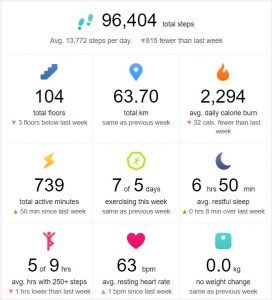 96,404 total steps
Avg. 13,772 steps per day. ▼815 fewer than last week
104
total floors
▼ 3 floors below last week
63.70
total km
same as previous week
2,294
avg. daily calorie burn
▼ 32 cals. fewer than last
week
739
total active minutes
▲ 50 min since last week
7 of 5 days
exercising this week
same as previous week
6 hrs 50 min
avg. restful sleep
▲ 0 hr 8 min over last week
5 of 9 hrs
avg. hrs with 250+ steps
▼ 1 hrs lower than last week
63 bpm
avg. resting heart rate
▲ 1 bpm since last week
0.0 kg
no weight change
same as previous week